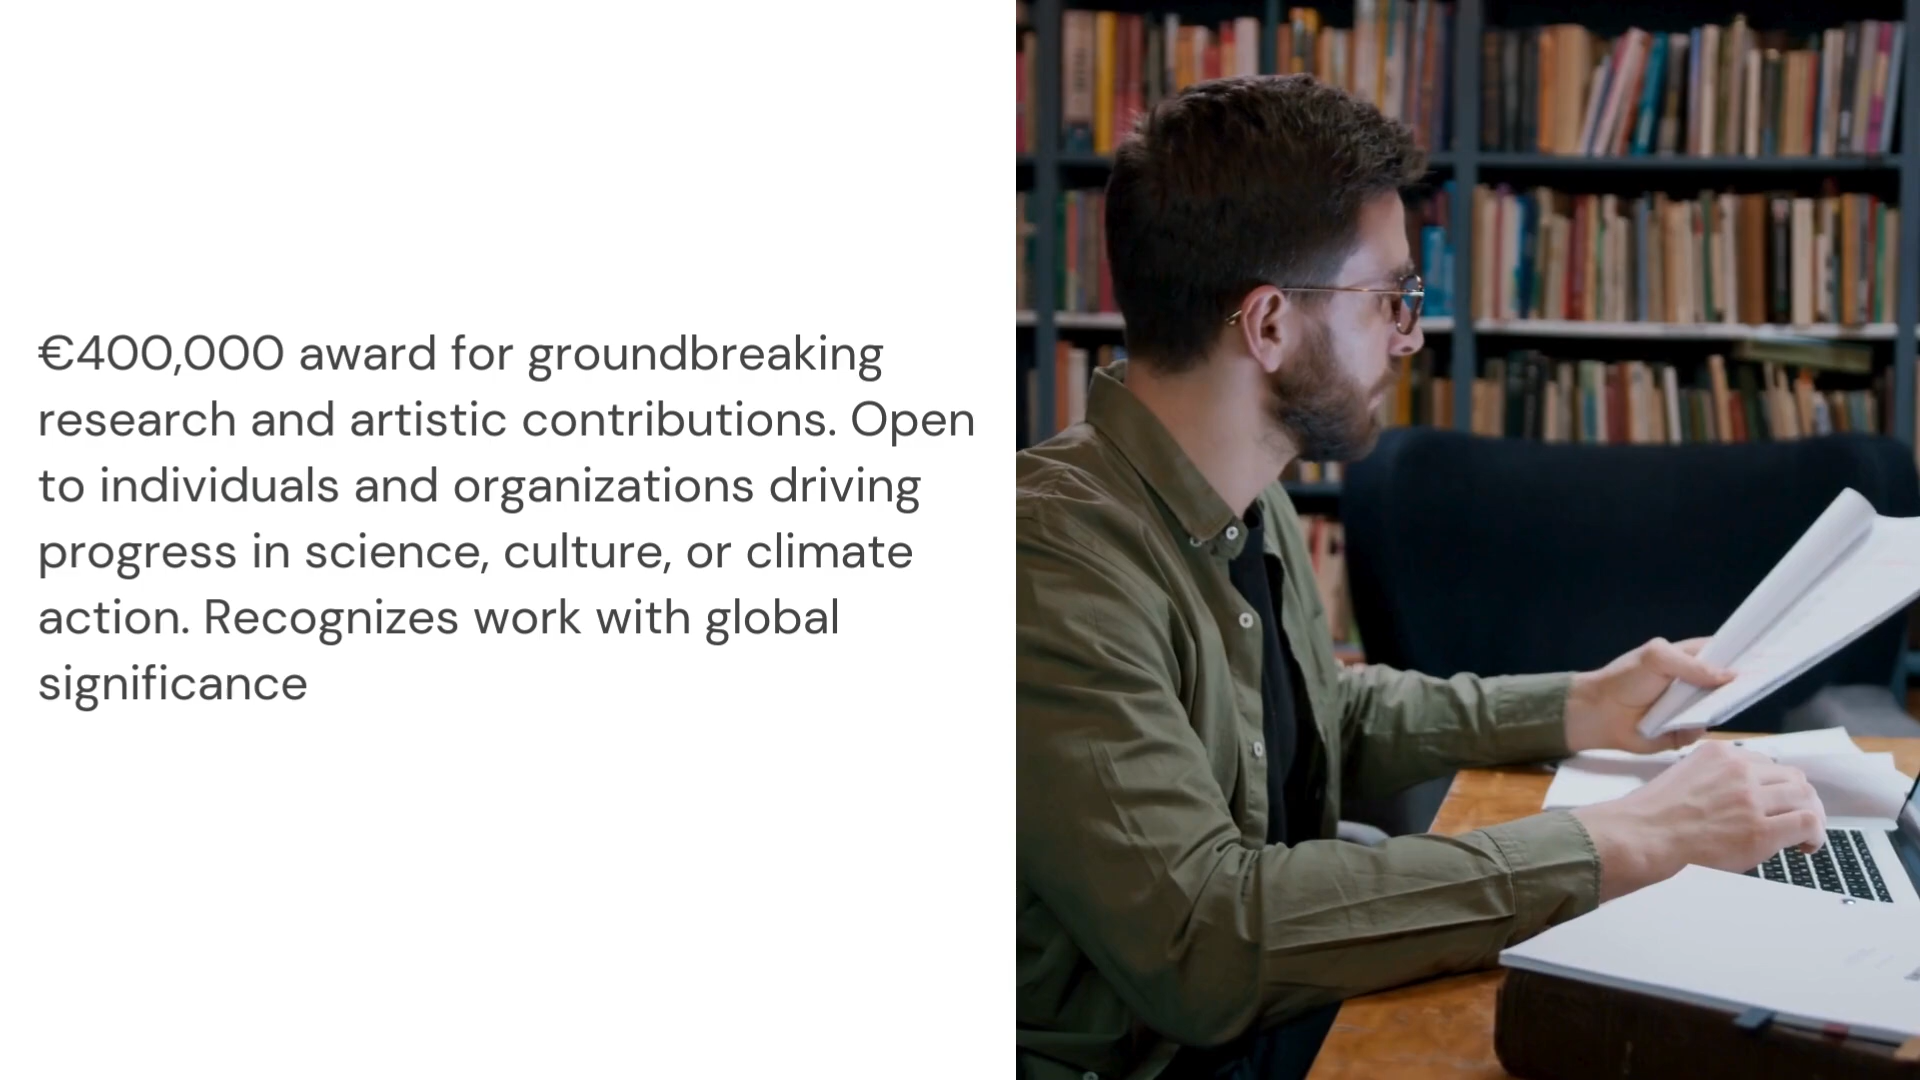 €400,000 award for groundbreaking
research and artistic contributions. Open
to individuals and organizations driving
progress in science, culture, or climate
action. Recognizes work with global
significance